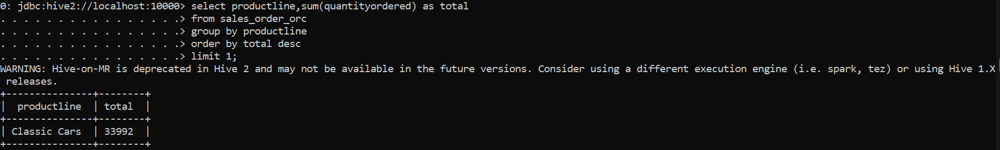 0: jdbc:hive2://localhost:10000> select productline,sum(quantityordered) as total
. . . . . . . . . . . . . . . .> from sales_order_orc
. . . . . . . . . . . . . . . .> group by productline
. . . . . . . . . . . . . . . .> order by total desc
. . . . . . . . . . . . . . . .> limit 1;
WARNING: Hive-on-MR is deprecated in Hive 2 and may not be available in the future versions. Consider using a different execution engine (i.e. spark, tez) or using Hive 1.X
 releases.
+---------------+--------+
|  productline  | total  |
+---------------+--------+
| Classic Cars  | 33992  |
+---------------+--------+